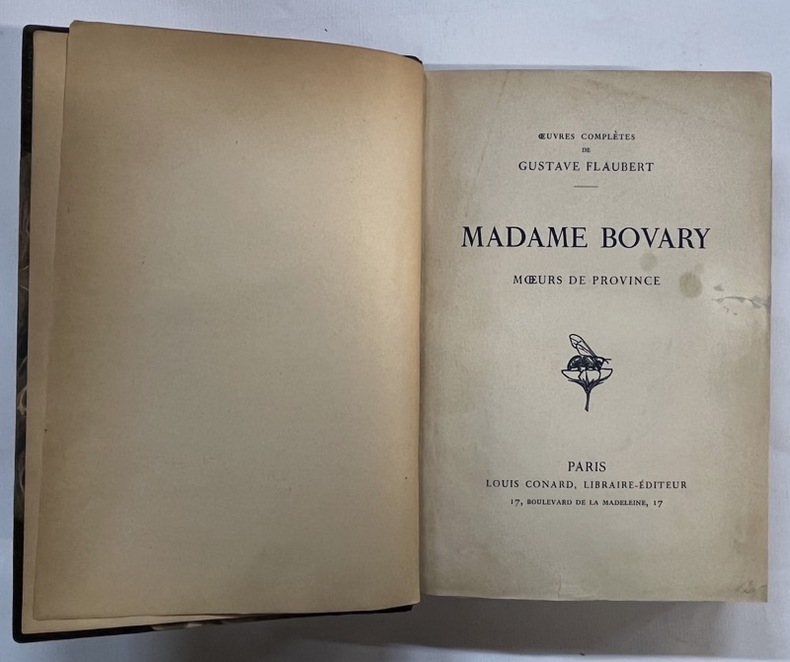 ŒUVRES COMPLÈTES
DE
GUSTAVE FLAUBERT
MADAME BOVARY
MŒURS DE PROVINCE
PARIS
LOUIS CONARD, LIBRAIRE-ÉDITEUR
17, BOULEVARD DE LA MADELEINE, 17